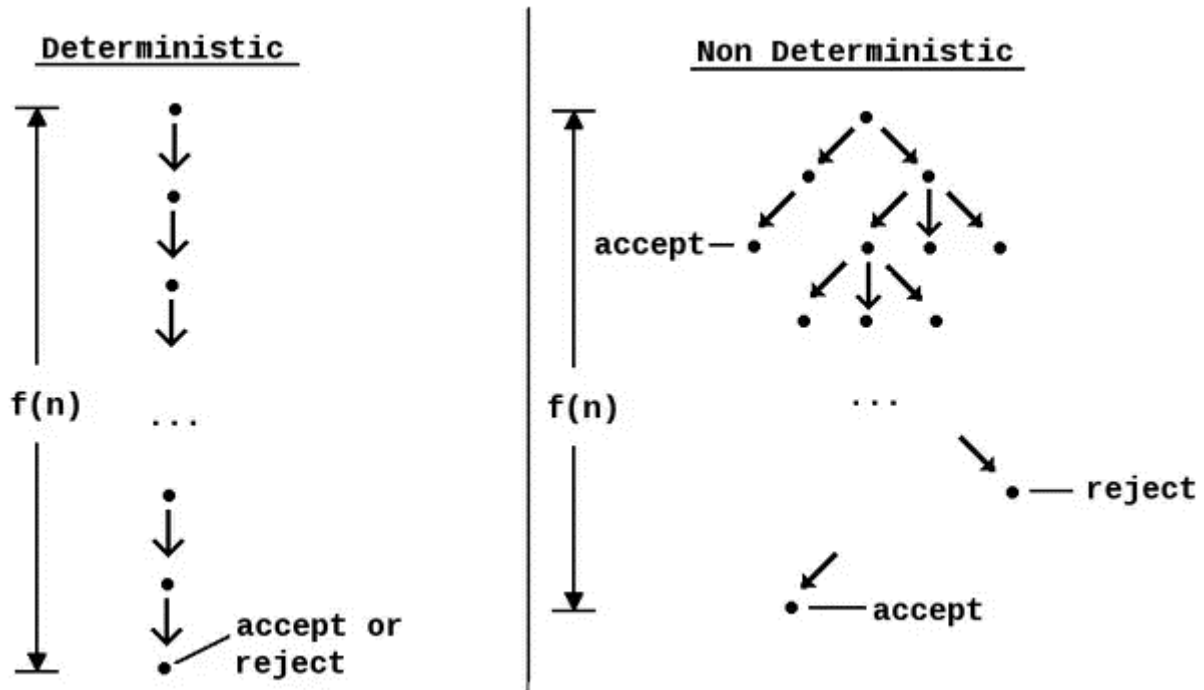 Deterministic
f(n)
...
accept or
reject
Non Deterministic
accept
f(n)
...
reject
accept